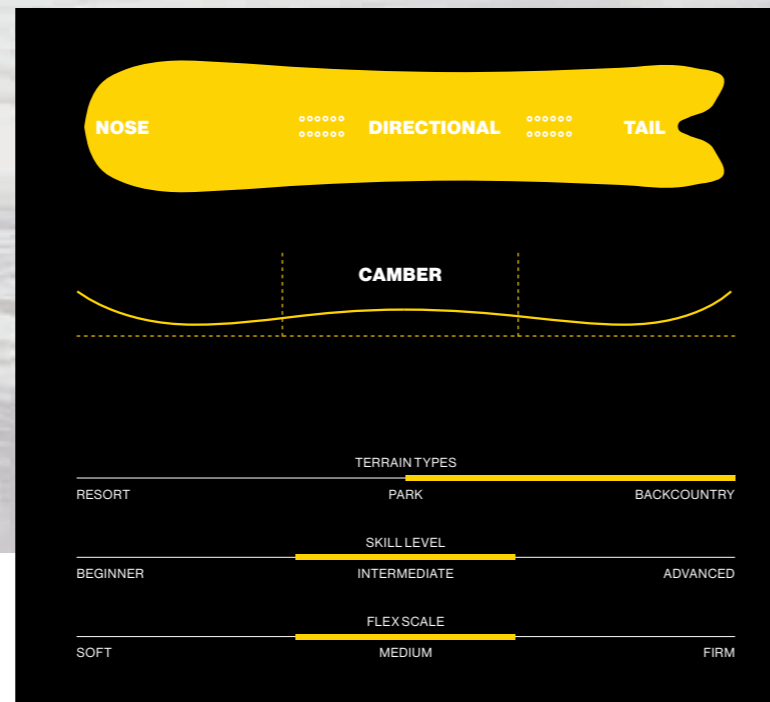 NOSE DIRECTIONAL TAIL
CAMBER
TERRAIN TYPES
RESORT PARK BACKCOUNTRY
SKILL LEVEL
BEGINNER INTERMEDIATE ADVANCED
FLEX SCALE
SOFT MEDIUM FIRM